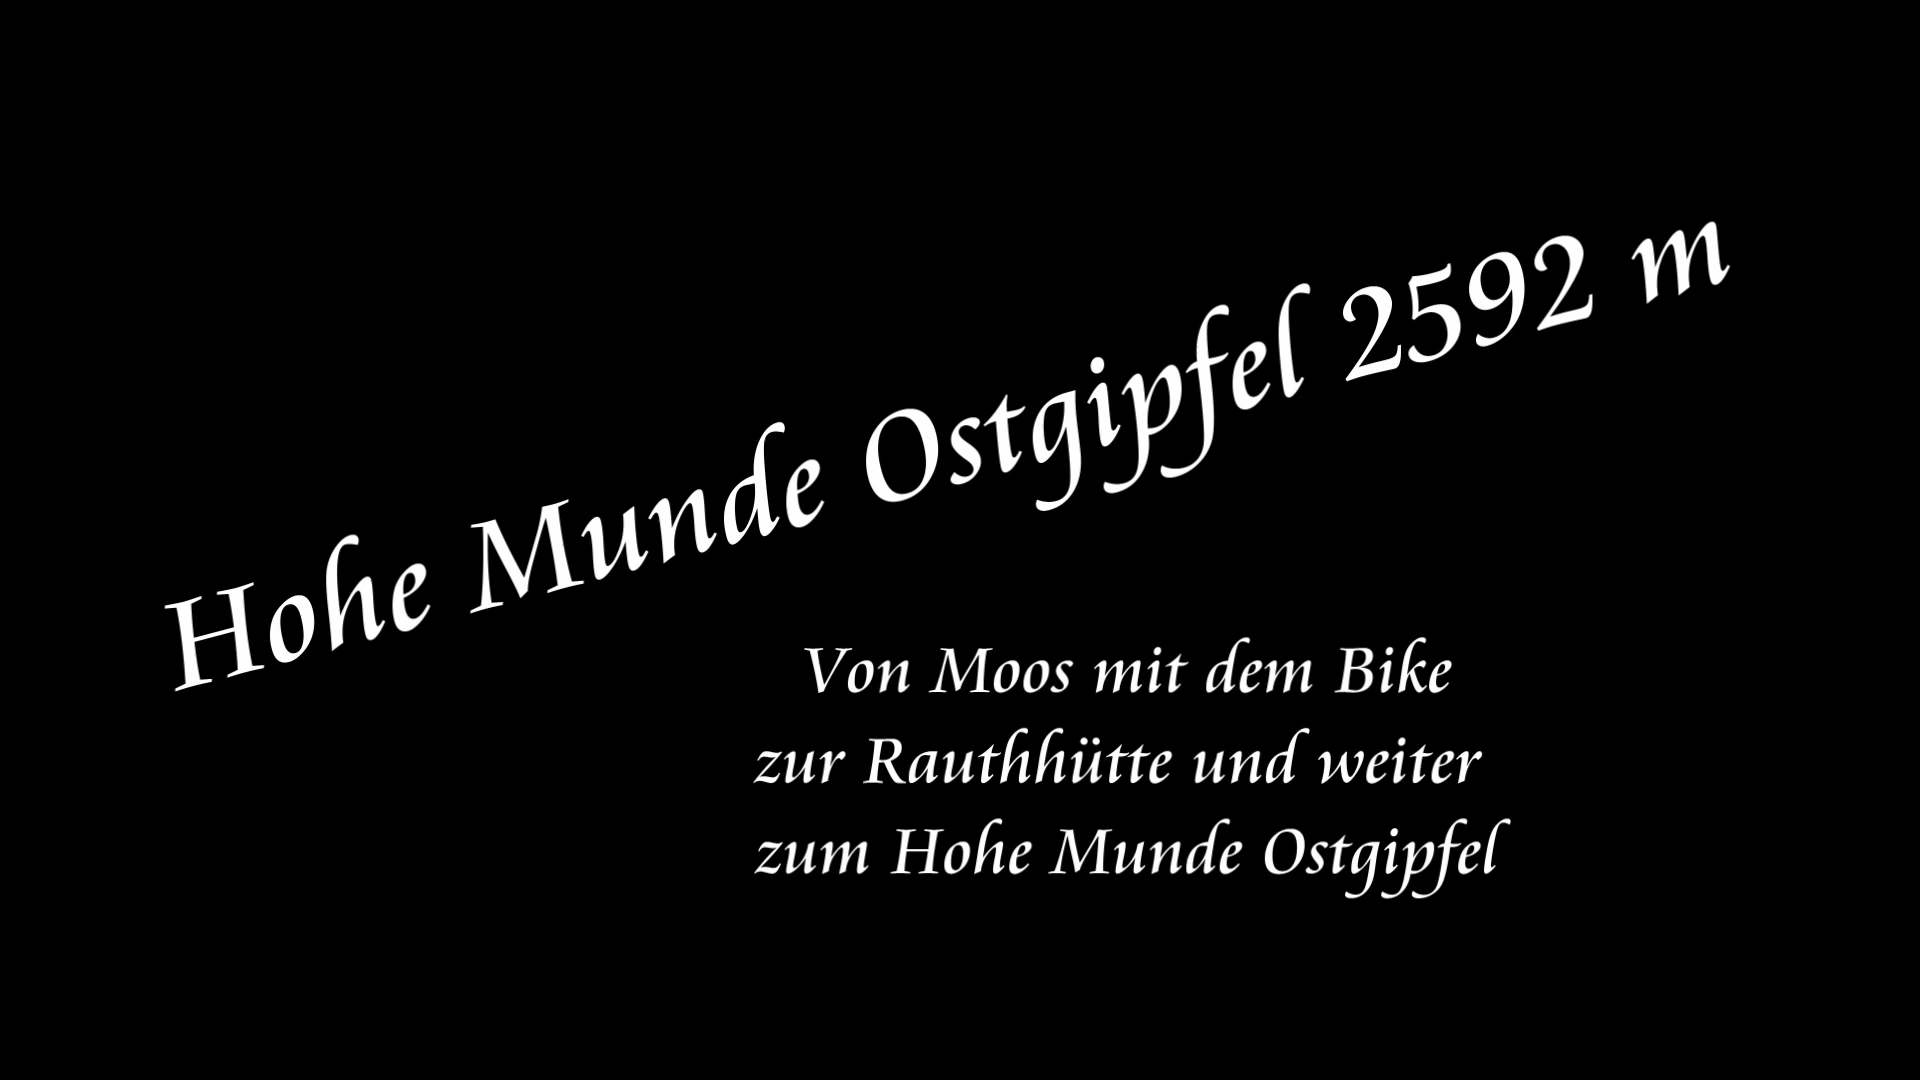 Hohe Munde Ostgipfel 2592 m
Von Moos mit dem Bike
zur Rauthhütte und weiter
zum Hohe Munde Ostgipfel